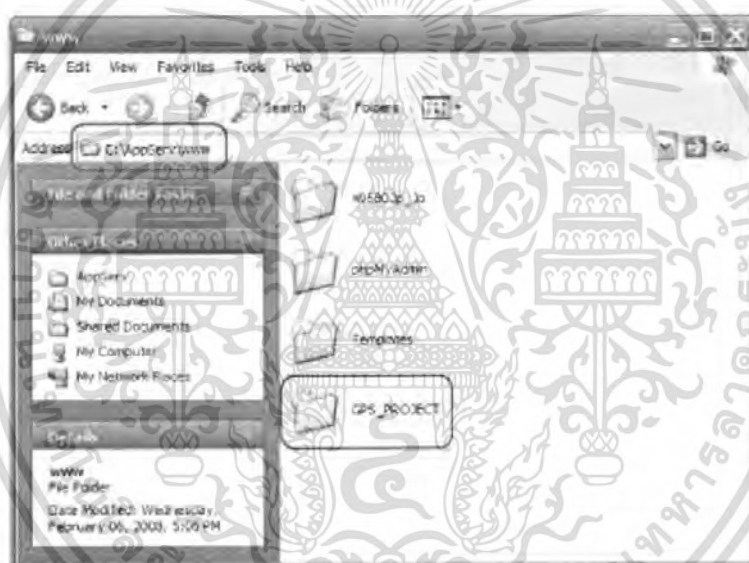 www
File Edit View Favorites Tools Help
Back Search Folders
Address C:\AppServ\www Go
File and Folder Tasks
phpMyAdmin
Other Places
AppServ
My Documents
Shared Documents
My Computer
My Network Places
Templates
GPS_PROJECT
Details
www
File Folder
Date Modified: Wednesday,
February 06, 2008, 5:06 PM